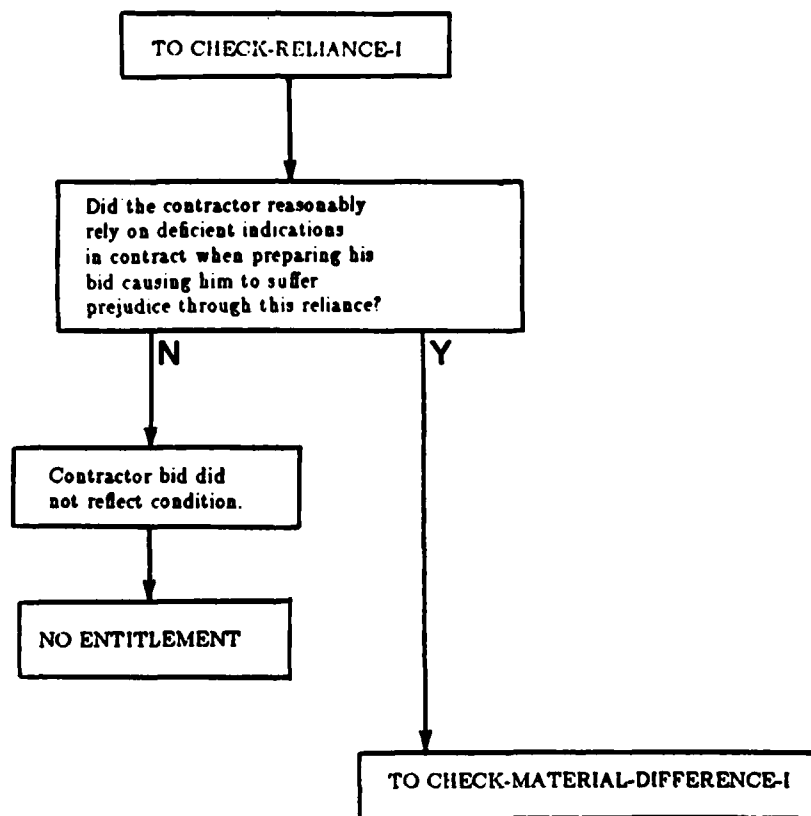 TO CHECK-RELIANCE-I
Did the contractor reasonably
rely on deficient indications
in contract when preparing his
bid causing him to suffer
prejudice through this reliance?
N
Y
Contractor bid did
not reflect condition.
NO ENTITLEMENT
TO CHECK-MATERIAL-DIFFERENCE-I